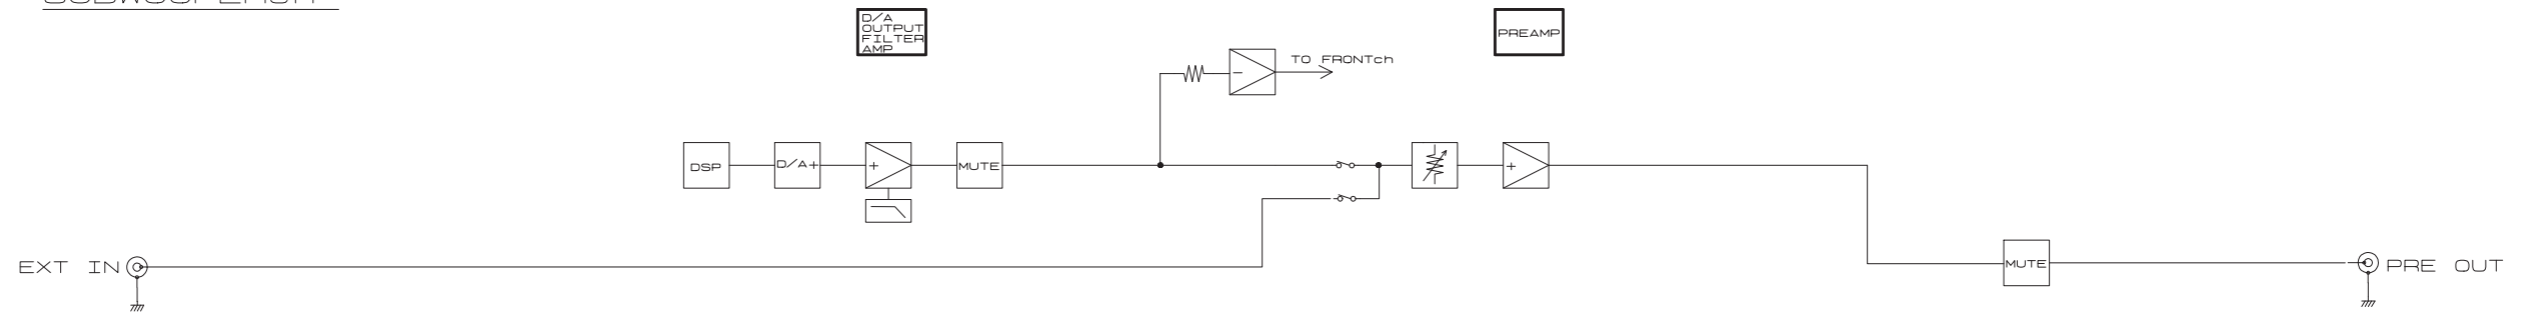 D/A
OUTPUT
FILTER
AMP
PREAMP
TO FRONTch
-
DSP
D/A+
+
MUTE
+
EXT IN
MUTE
PRE OUT